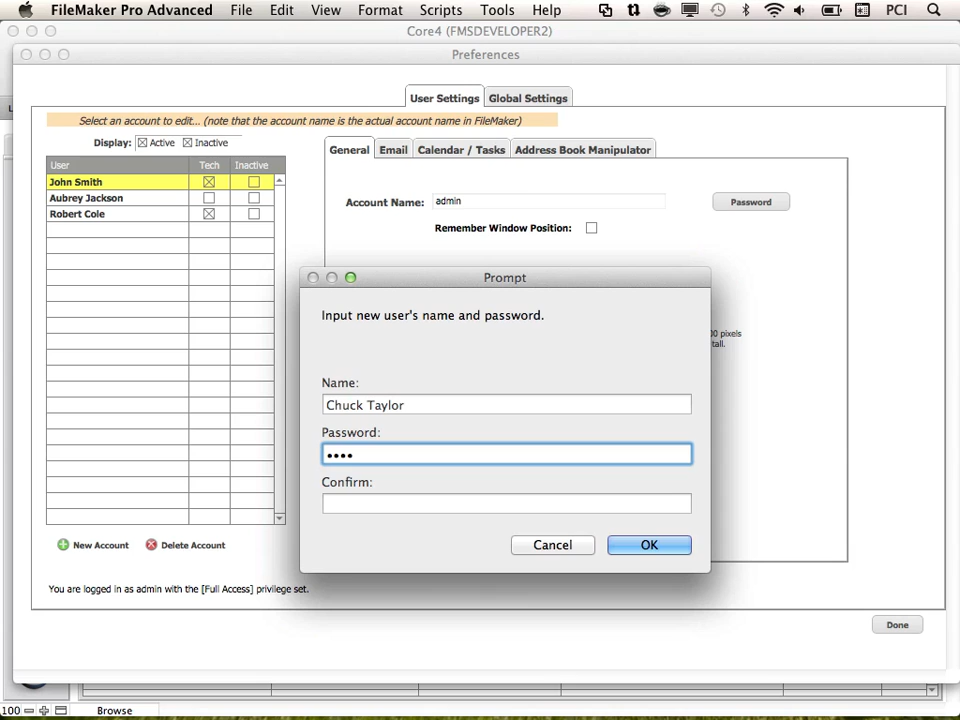 FileMaker Pro Advanced File Edit View Format Scripts Tools Help PCI
Core4 (FMSDEVELOPER2)
Preferences
User Settings Global Settings
Select an account to edit... (note that the account name is the actual account name in FileMaker)
Display: Active Inactive
General Email Calendar / Tasks Address Book Manipulator
User Tech Inactive
John Smith
Aubrey Jackson
Robert Cole
Account Name: admin Password
Remember Window Position:
Prompt
Input new user's name and password.
00 pixels
tall.
Name:
Chuck Taylor
Password:
••••
Confirm:
Cancel OK
New Account Delete Account
You are logged in as admin with the [Full Access] privilege set.
Done
100 Browse